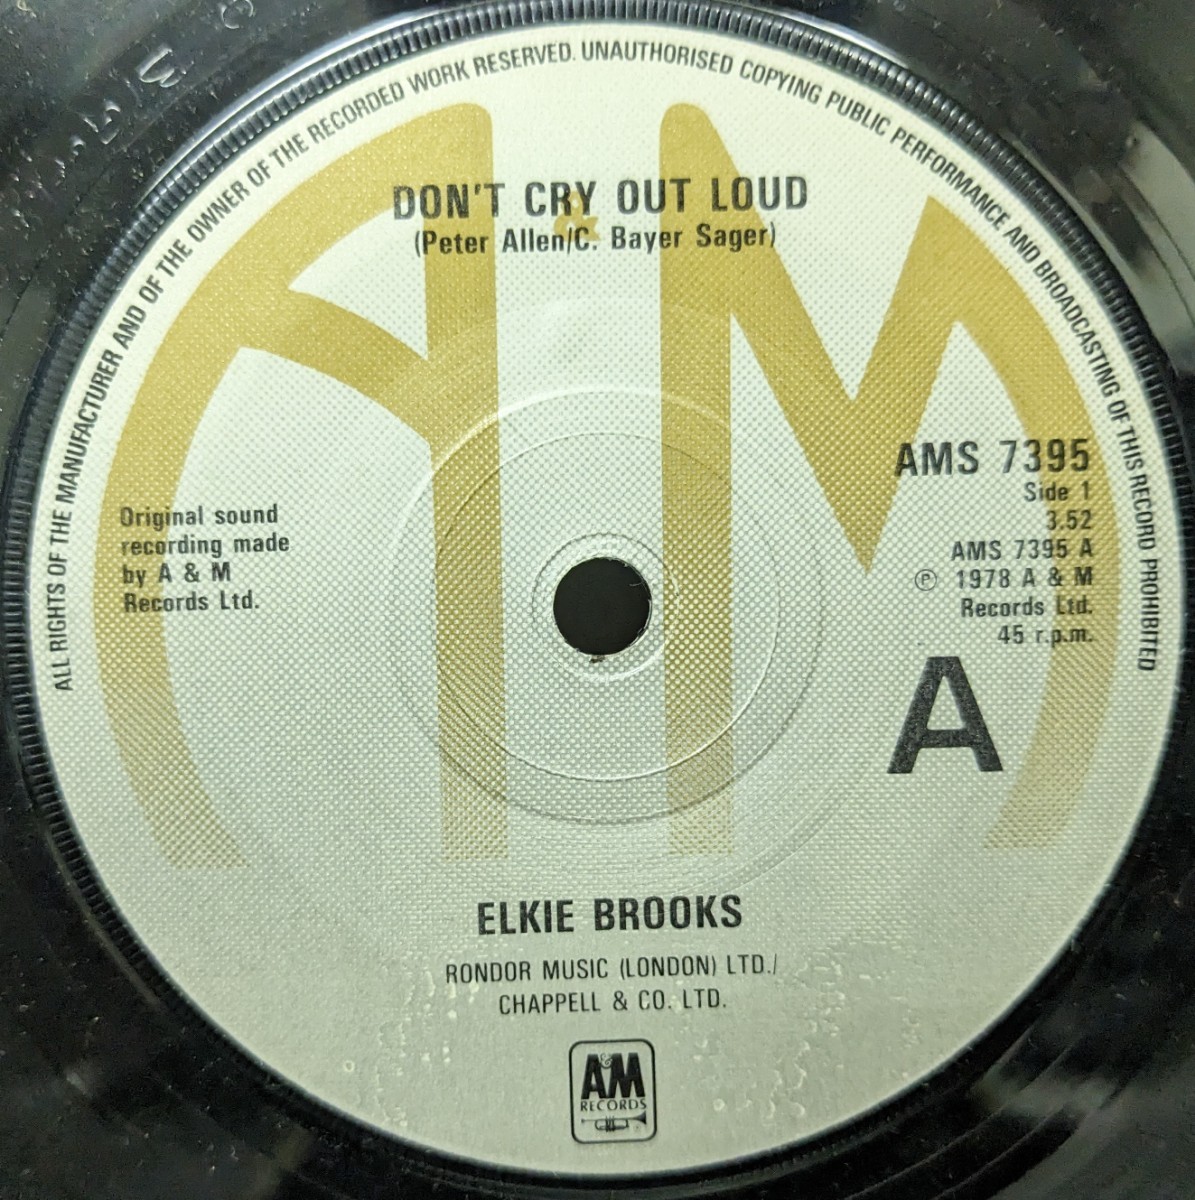 ALL RIGHTS OF THE MANUFACTURER AND OF THE OWNER OF THE RECORDED WORK RESERVED. UNAUTHORISED COPYING PUBLIC PERFORMANCE AND BROADCASTING OF THIS RECORD PROHIBITED
DON'T CRY OUT LOUD
(Peter Allen/C. Bayer Sager)
A&M
AMS 7395
Side 1
3.52
AMS 7395 A
℗ 1978 A & M
Records Ltd.
45 r.p.m.
A
Original sound
recording made
by A & M
Records Ltd.
ELKIE BROOKS
RONDOR MUSIC (LONDON) LTD./
CHAPPELL & CO. LTD.
A&M
RECORDS